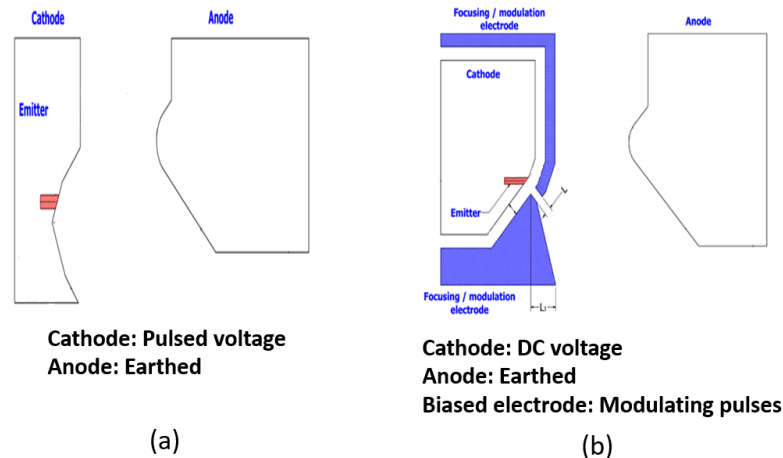 Cathode
Anode
Emitter
Cathode: Pulsed voltage
Anode: Earthed
(a)
Focusing / modulation
electrode
Anode
Cathode
L
Emitter
Focusing / modulation
electrode
L₁
Cathode: DC voltage
Anode: Earthed
Biased electrode: Modulating pulses
(b)